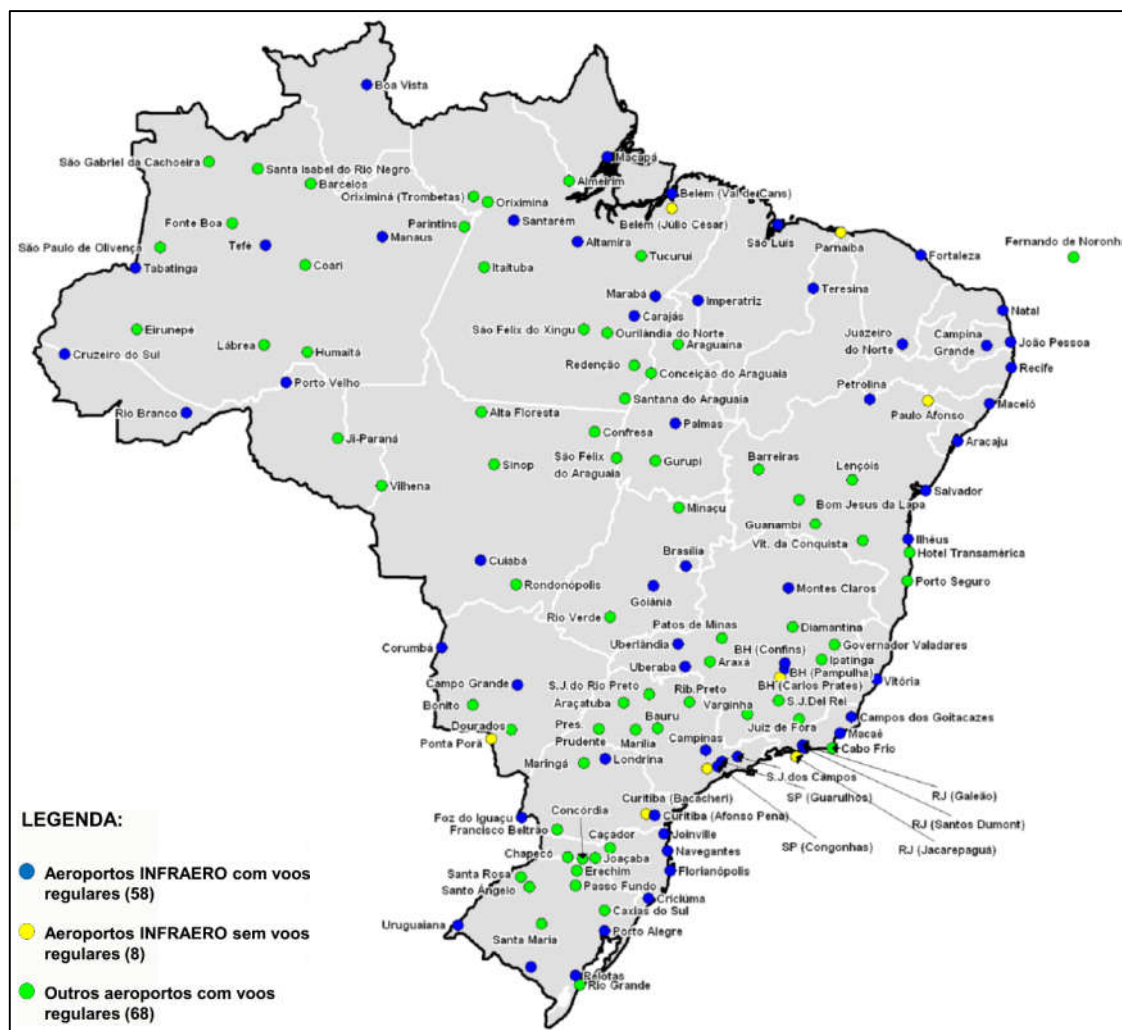 Boa Vista
Macapá
São Gabriel da Cachoeira
Santa Isabel do Rio Negro
Barcelos
Almeirim
Oriximiná (Trombetas)
Oriximiná
Belém (Val de Cans)
Belém (Júlio César)
Fonte Boa
Parintins
Santarém
São Luís
Parnaíba
São Paulo de Olivença
Tefé
Manaus
Altamira
Tucuruí
Fortaleza
Fernando de Noronha
Tabatinga
Coari
Itaituba
Marabá
Imperatriz
Teresina
Carajás
Natal
Eirunepé
São Félix do Xingu
Ourilândia do Norte
Araguaína
Juazeiro
do Norte
Campina
Grande
João Pessoa
Cruzeiro do Sul
Lábrea
Humaitá
Redenção
Conceição do Araguaia
Recife
Porto Velho
Petrolina
Santana do Araguaia
Paulo Afonso
Maceió
Rio Branco
Alta Floresta
Palmas
Ji-Paraná
Confresa
Aracaju
Sinop
São Félix
do Araguaia
Gurupi
Barreiras
Lençóis
Vilhena
Salvador
Minaçu
Bom Jesus da Lapa
Guanambi
Vit. da Conquista
Ilhéus
Hotel Transamérica
Cuiabá
Brasília
Rondonópolis
Goiânia
Montes Claros
Porto Seguro
Rio Verde
Patos de Minas
Diamantina
Corumbá
Uberlândia
Governador Valadares
BH (Confins)
Araxá
Ipatinga
Uberaba
BH (Pampulha)
Campo Grande
BH (Carlos Prates)
Vitória
S.J.do Rio Preto
Rib.Preto
Bonito
Araçatuba
Varginha
S.J.Del Rei
Campos dos Goitacazes
Dourados
Pres.
Prudente
Marília
Bauru
Juiz de Fora
Macaé
Ponta Porã
Campinas
Cabo Frio
Maringá
Londrina
S.J.dos Campos
RJ (Galeão)
SP (Guarulhos)
RJ (Santos Dumont)
SP (Congonhas)
RJ (Jacarepaguá)
Curitiba (Bacacheri)
Foz do Iguaçu
Concórdia
Curitiba (Afonso Pena)
Francisco Beltrão
Caçador
Joinville
Chapecó
Joaçaba
Navegantes
Santa Rosa
Erechim
Florianópolis
Santo Ângelo
Passo Fundo
Criciúma
Caxias do Sul
Uruguaiana
Santa Maria
Porto Alegre
Pelotas
Rio Grande
LEGENDA:
Aeroportos INFRAERO com voos
regulares (58)
Aeroportos INFRAERO sem voos
regulares (8)
Outros aeroportos com voos
regulares (68)